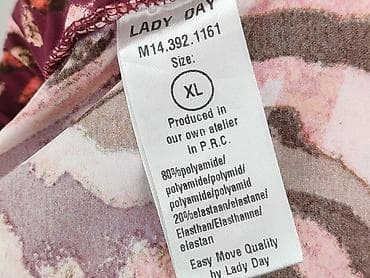 LADY DAY
M14.392.1161
Size:
XL
Produced in
our own atelier
in P.R.C.
80%polyamide/
polyamide/polymid/
polyamide/polyamid
20%elastan/elastane/
Elasthan/Elasthanne/
elastan
Easy Move Quality
by Lady Day